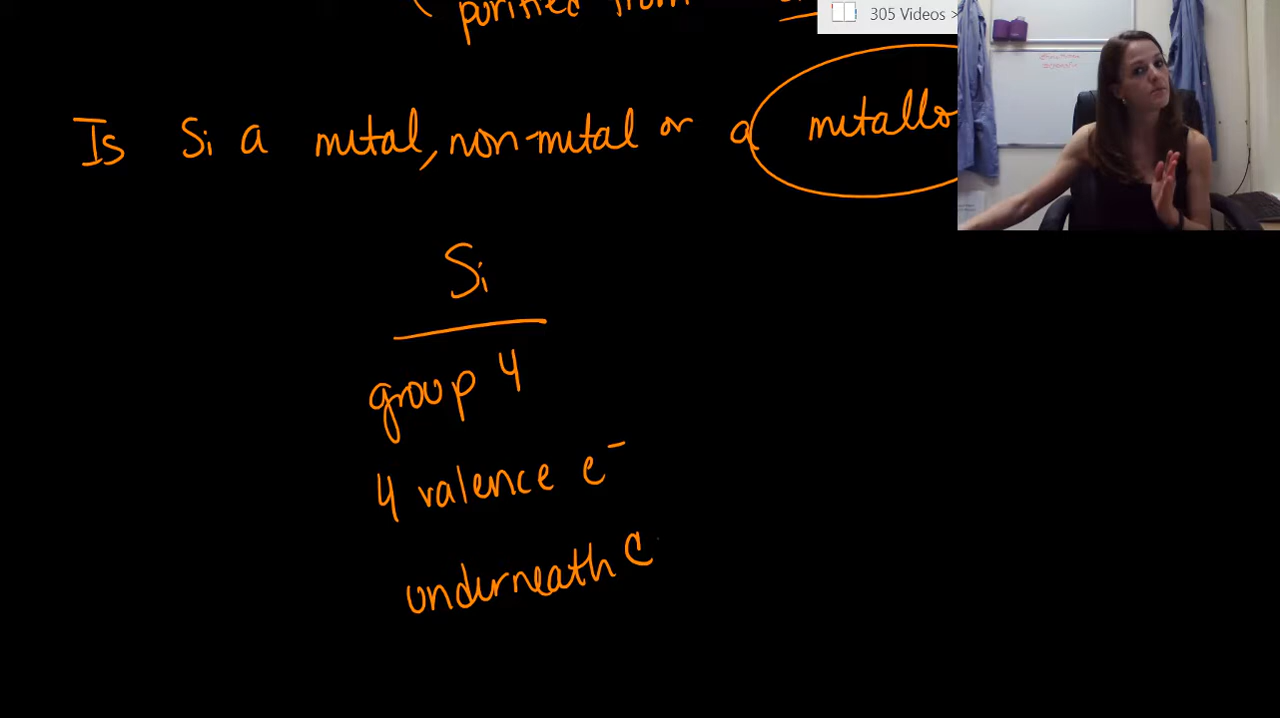 purified from
305 Videos >
Is Si a metal, non-metal or a metallo
Si
group 4
4 valence e⁻
underneath C